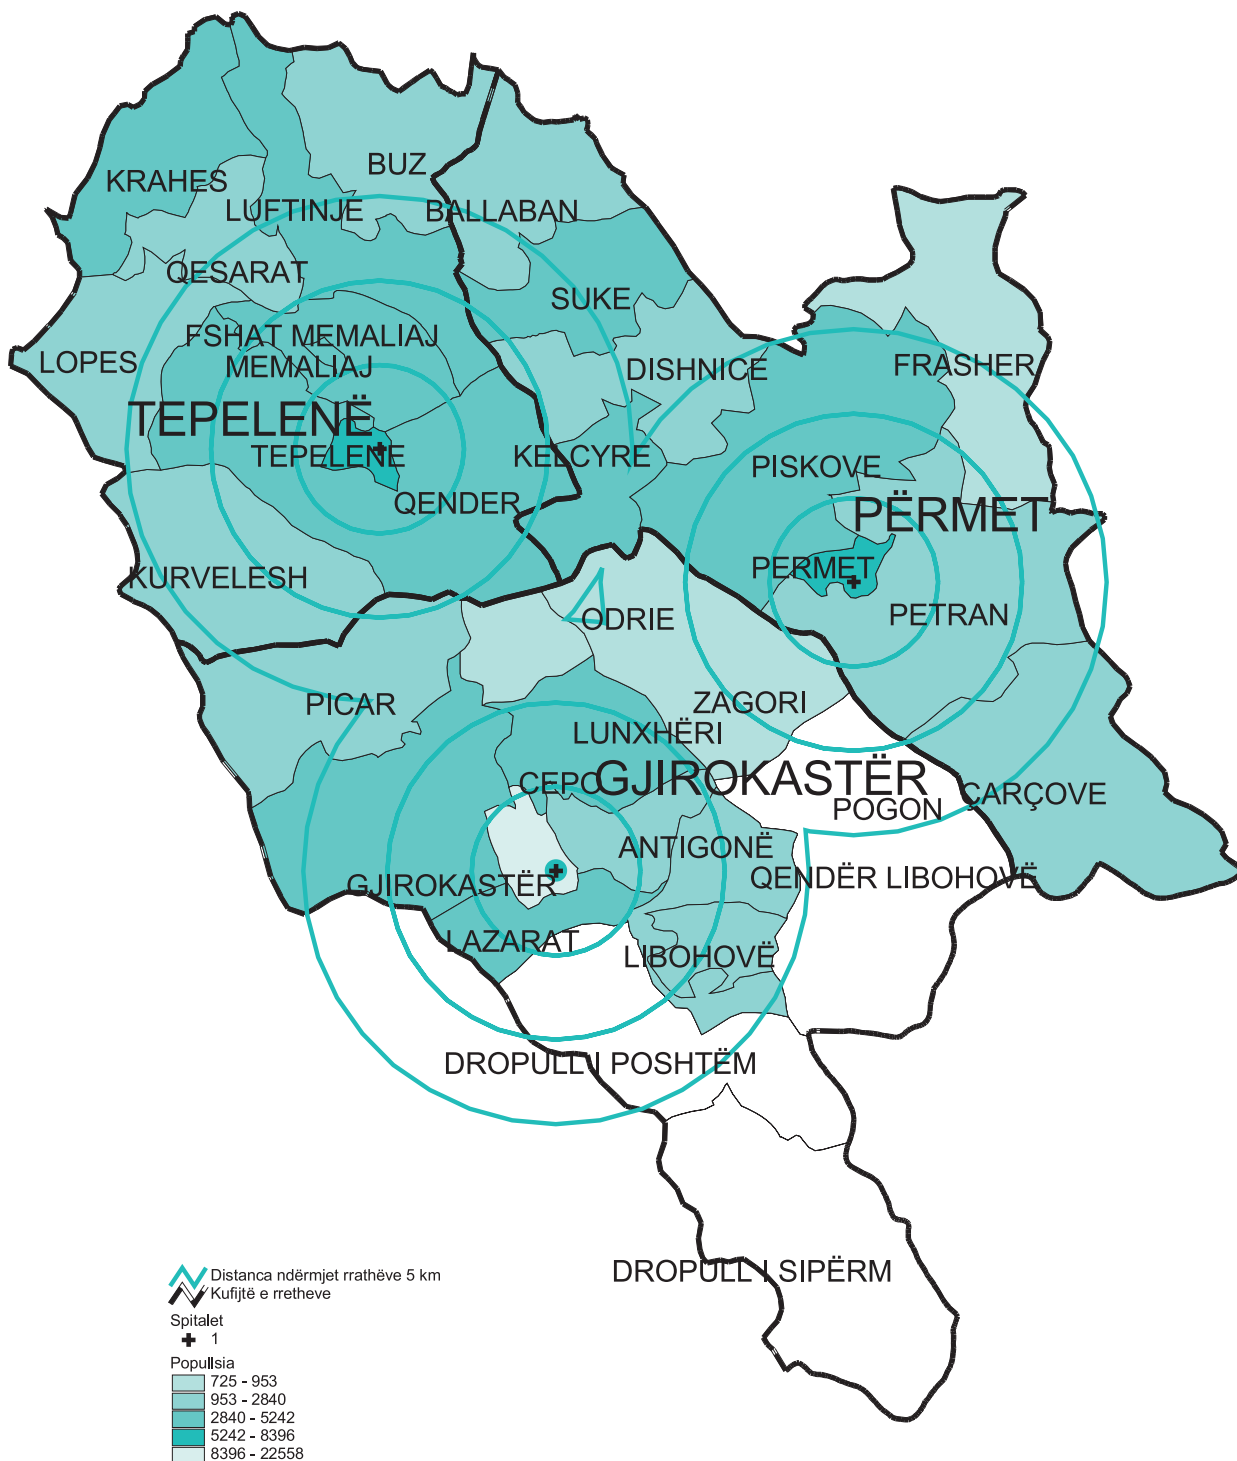 BUZ
KRAHES
LUFTINJE
BALLABAN
QESARAT
SUKE
FSHAT MEMALIAJ
LOPES
MEMALIAJ
DISHNICE
FRASHER
TEPELENË
TEPELENE
KELCYRE
PISKOVE
QENDER
PËRMET
PERMET
KURVELESH
ODRIE
PETRAN
PICAR
ZAGORI
LUNXHËRI
CEPO
GJIROKASTËR
POGON
ÇARÇOVE
ANTIGONË
GJIROKASTËR
QENDËR LIBOHOVË
LAZARAT
LIBOHOVË
DROPULL I POSHTËM
DROPULL I SIPËRM
Distanca ndërmjet rrathëve 5 km
Kufijtë e rretheve
Spitalet
1
Popullsia
725 - 953
953 - 2840
2840 - 5242
5242 - 8396
8396 - 22558